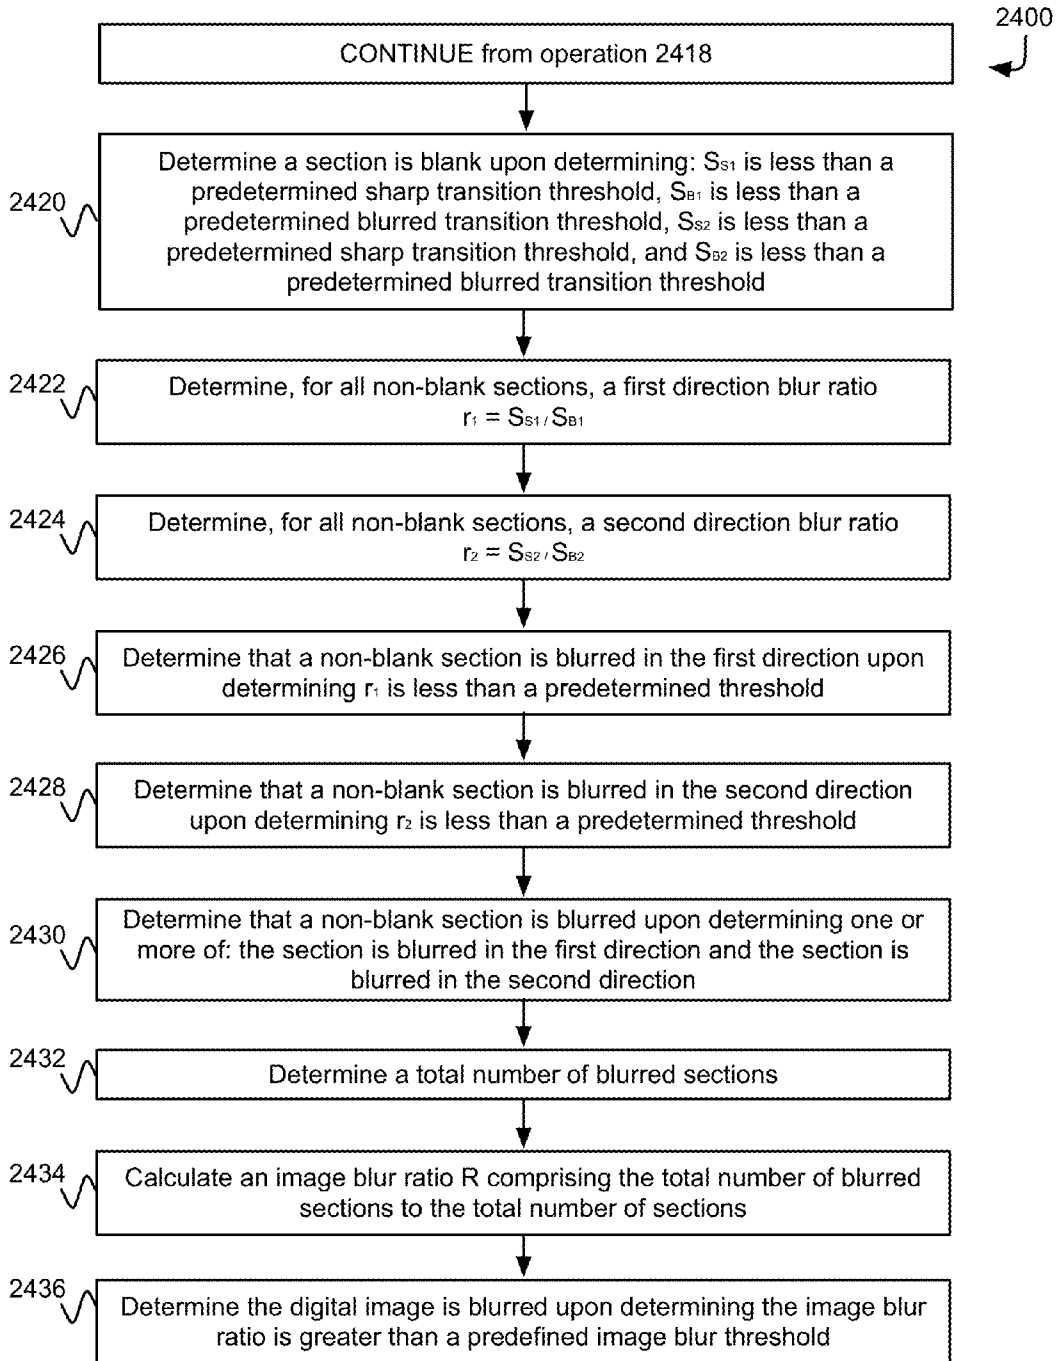 2400
CONTINUE from operation 2418
2420
Determine a section is blank upon determining: SS1 is less than a
predetermined sharp transition threshold, SB1 is less than a
predetermined blurred transition threshold, SS2 is less than a
predetermined sharp transition threshold, and SB2 is less than a
predetermined blurred transition threshold
2422
Determine, for all non-blank sections, a first direction blur ratio
r1 = SS1 / SB1
2424
Determine, for all non-blank sections, a second direction blur ratio
r2 = SS2 / SB2
2426
Determine that a non-blank section is blurred in the first direction upon
determining r1 is less than a predetermined threshold
2428
Determine that a non-blank section is blurred in the second direction
upon determining r2 is less than a predetermined threshold
2430
Determine that a non-blank section is blurred upon determining one or
more of: the section is blurred in the first direction and the section is
blurred in the second direction
2432
Determine a total number of blurred sections
2434
Calculate an image blur ratio R comprising the total number of blurred
sections to the total number of sections
2436
Determine the digital image is blurred upon determining the image blur
ratio is greater than a predefined image blur threshold